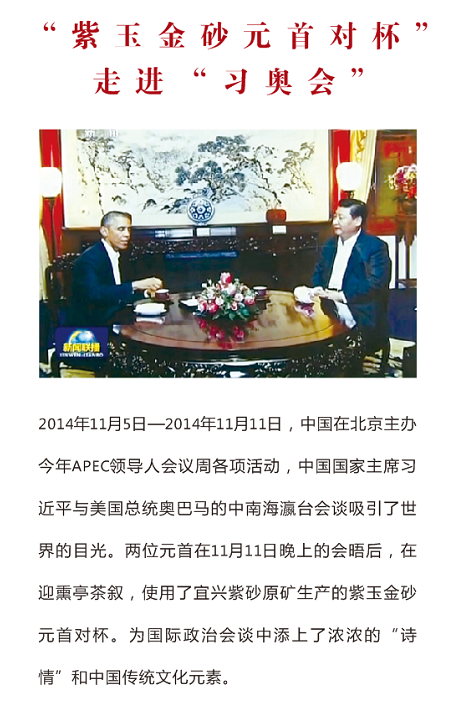 “紫玉金砂元首对杯”
走进“习奥会”
新闻联播
2014年11月5日—2014年11月11日，中国在北京主办
今年APEC领导人会议周各项活动，中国国家主席习
近平与美国总统奥巴马的中南海瀛台会谈吸引了世
界的目光。两位元首在11月11日晚上的会晤后，在
迎熏亭茶叙，使用了宜兴紫砂原矿生产的紫玉金砂
元首对杯。为国际政治会谈中添上了浓浓的“诗
情”和中国传统文化元素。